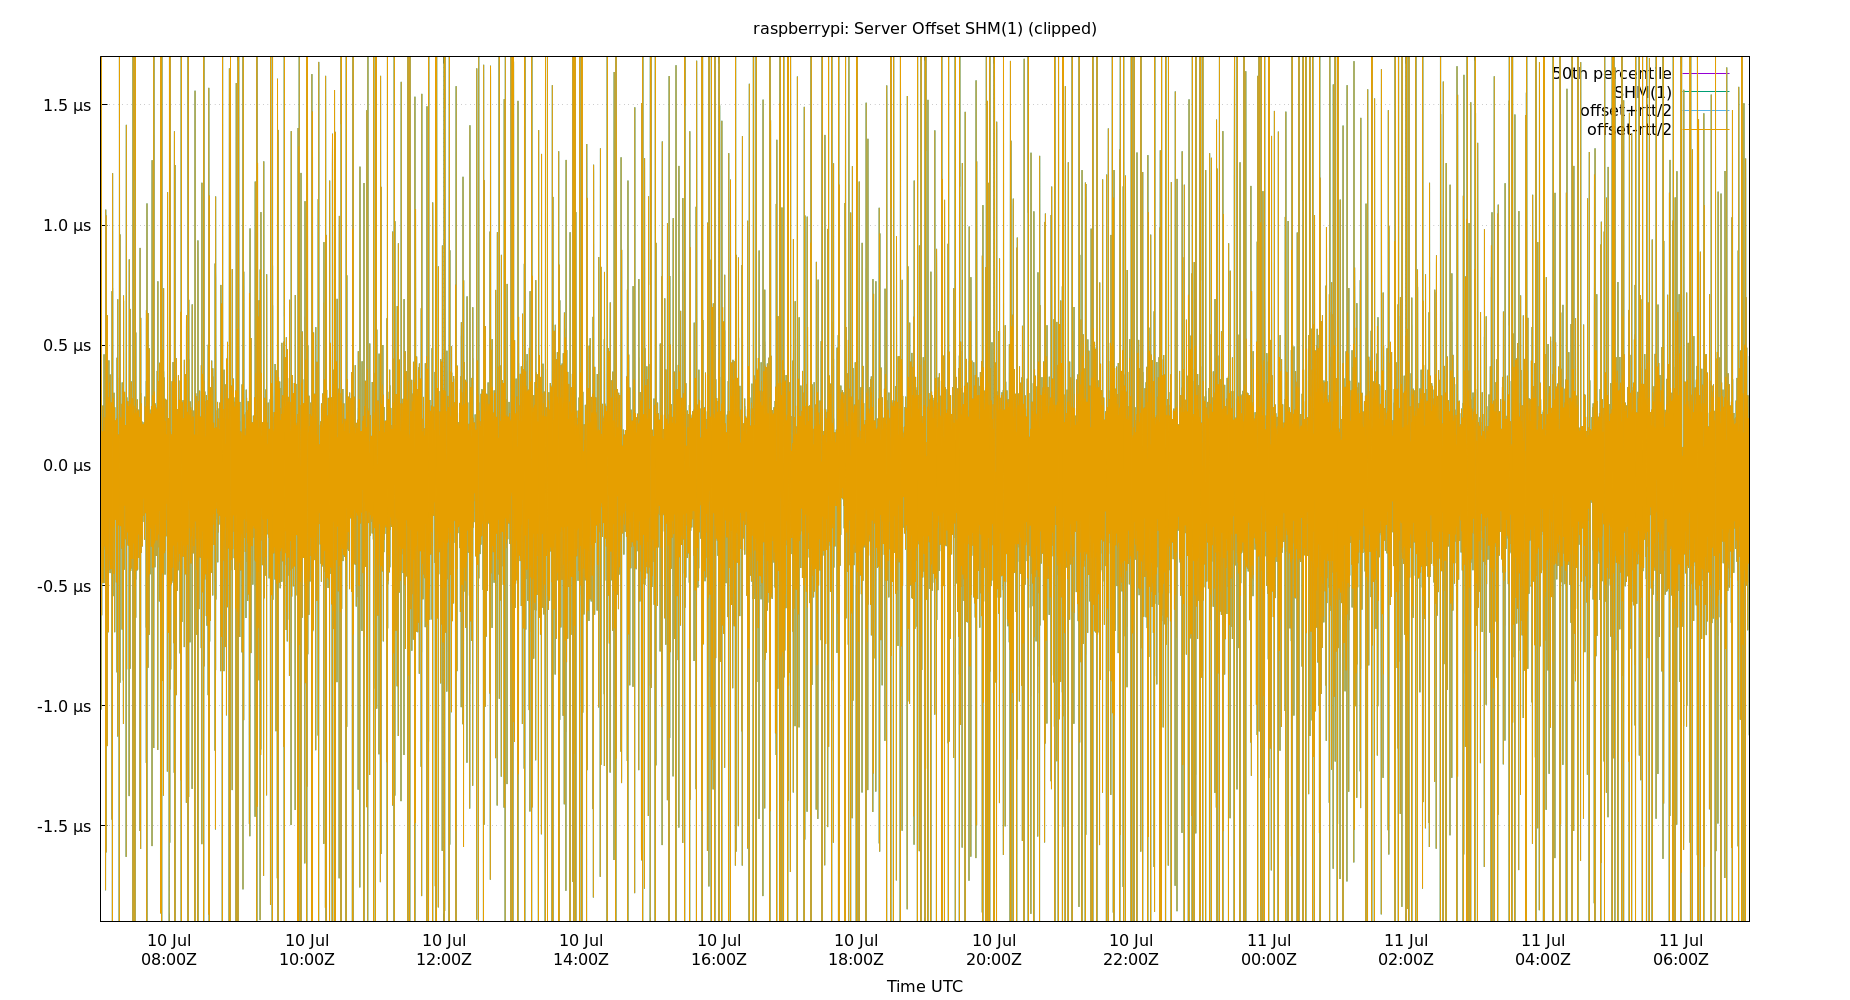 raspberrypi: Server Offset SHM(1) (clipped)
50th percentile
SHM(1)
offset+rtt/2
offset-rtt/2
1.5 µs
1.0 µs
0.5 µs
0.0 µs
-0.5 µs
-1.0 µs
-1.5 µs
10 Jul 10 Jul 10 Jul 10 Jul 10 Jul 10 Jul 10 Jul 10 Jul 11 Jul 11 Jul 11 Jul 11 Jul
08:00Z 10:00Z 12:00Z 14:00Z 16:00Z 18:00Z 20:00Z 22:00Z 00:00Z 02:00Z 04:00Z 06:00Z
Time UTC